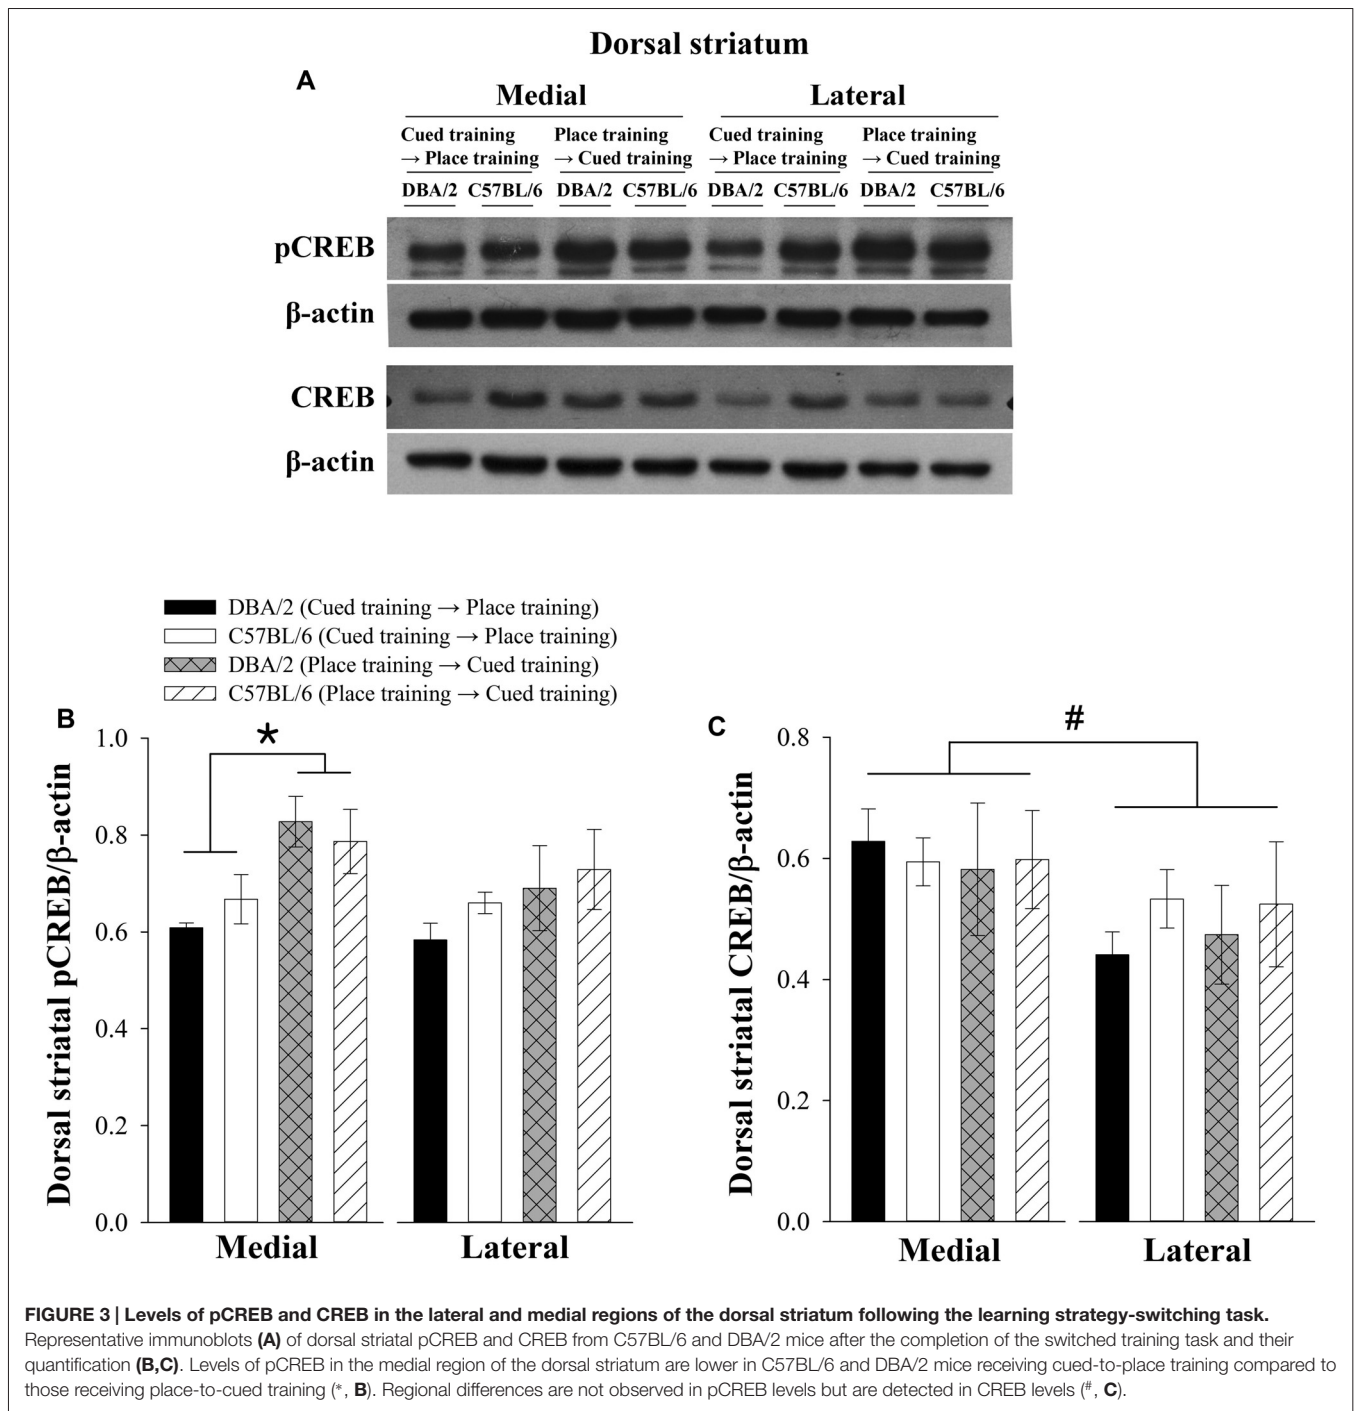 Dorsal striatum
A
Medial Lateral
Cued training Place training Cued training Place training
→ Place training → Cued training → Place training → Cued training
DBA/2 C57BL/6 DBA/2 C57BL/6 DBA/2 C57BL/6 DBA/2 C57BL/6
pCREB
β-actin
CREB
β-actin
DBA/2 (Cued training → Place training)
C57BL/6 (Cued training → Place training)
DBA/2 (Place training → Cued training)
C57BL/6 (Place training → Cued training)
B
Dorsal striatal pCREB/β-actin
1.0
0.8
0.6
0.4
0.2
0.0
*
Medial Lateral
C
Dorsal striatal CREB/β-actin
0.8
0.6
0.4
0.2
0.0
#
Medial Lateral
FIGURE 3 | Levels of pCREB and CREB in the lateral and medial regions of the dorsal striatum following the learning strategy-switching task.
Representative immunoblots (A) of dorsal striatal pCREB and CREB from C57BL/6 and DBA/2 mice after the completion of the switched training task and their
quantification (B,C). Levels of pCREB in the medial region of the dorsal striatum are lower in C57BL/6 and DBA/2 mice receiving cued-to-place training compared to
those receiving place-to-cued training (*, B). Regional differences are not observed in pCREB levels but are detected in CREB levels (#, C).